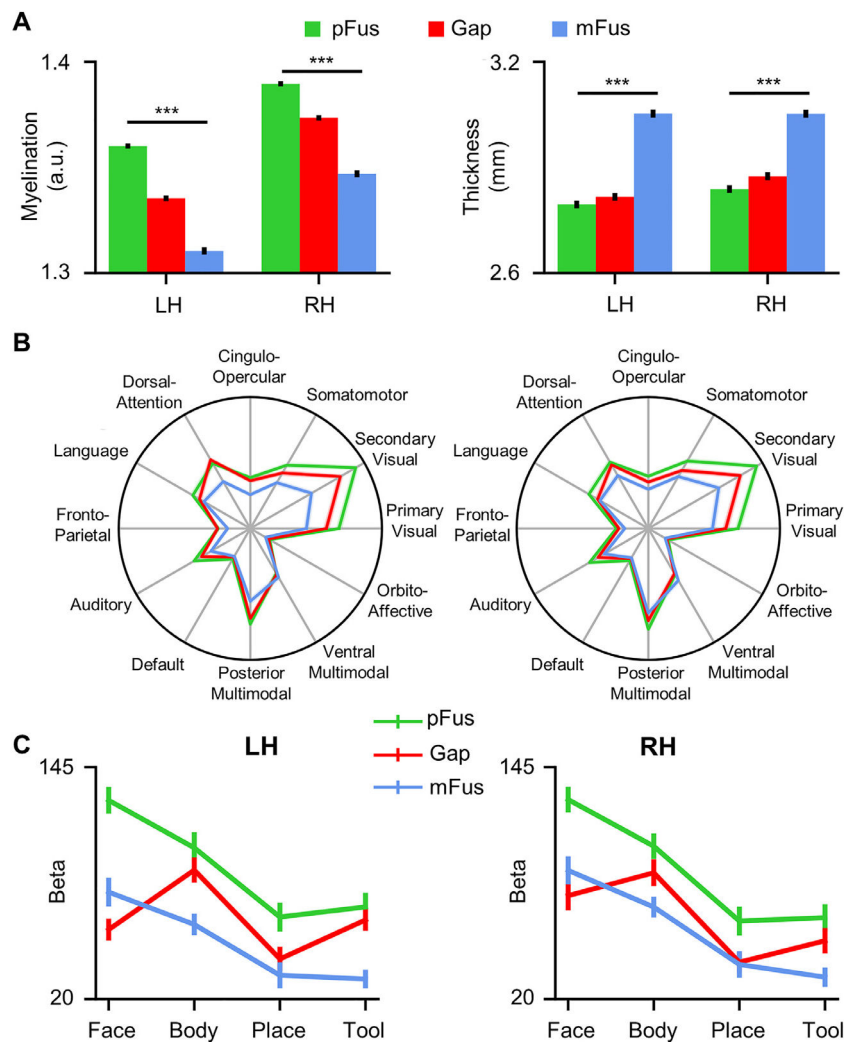 A
pFus
Gap
mFus
1.4
Myelination
(a.u.)
1.3
***
***
LH
RH
3.2
Thickness
(mm)
2.6
***
***
LH
RH
B
Cingulo-
Opercular
Dorsal-
Attention
Somatomotor
Language
Secondary
Visual
Fronto-
Parietal
Primary
Visual
Auditory
Orbito-
Affective
Default
Posterior
Multimodal
Ventral
Multimodal
Cingulo-
Opercular
Dorsal-
Attention
Somatomotor
Language
Secondary
Visual
Fronto-
Parietal
Primary
Visual
Auditory
Orbito-
Affective
Default
Posterior
Multimodal
Ventral
Multimodal
C
LH
pFus
Gap
mFus
RH
145
Beta
20
Face
Body
Place
Tool
145
Beta
20
Face
Body
Place
Tool